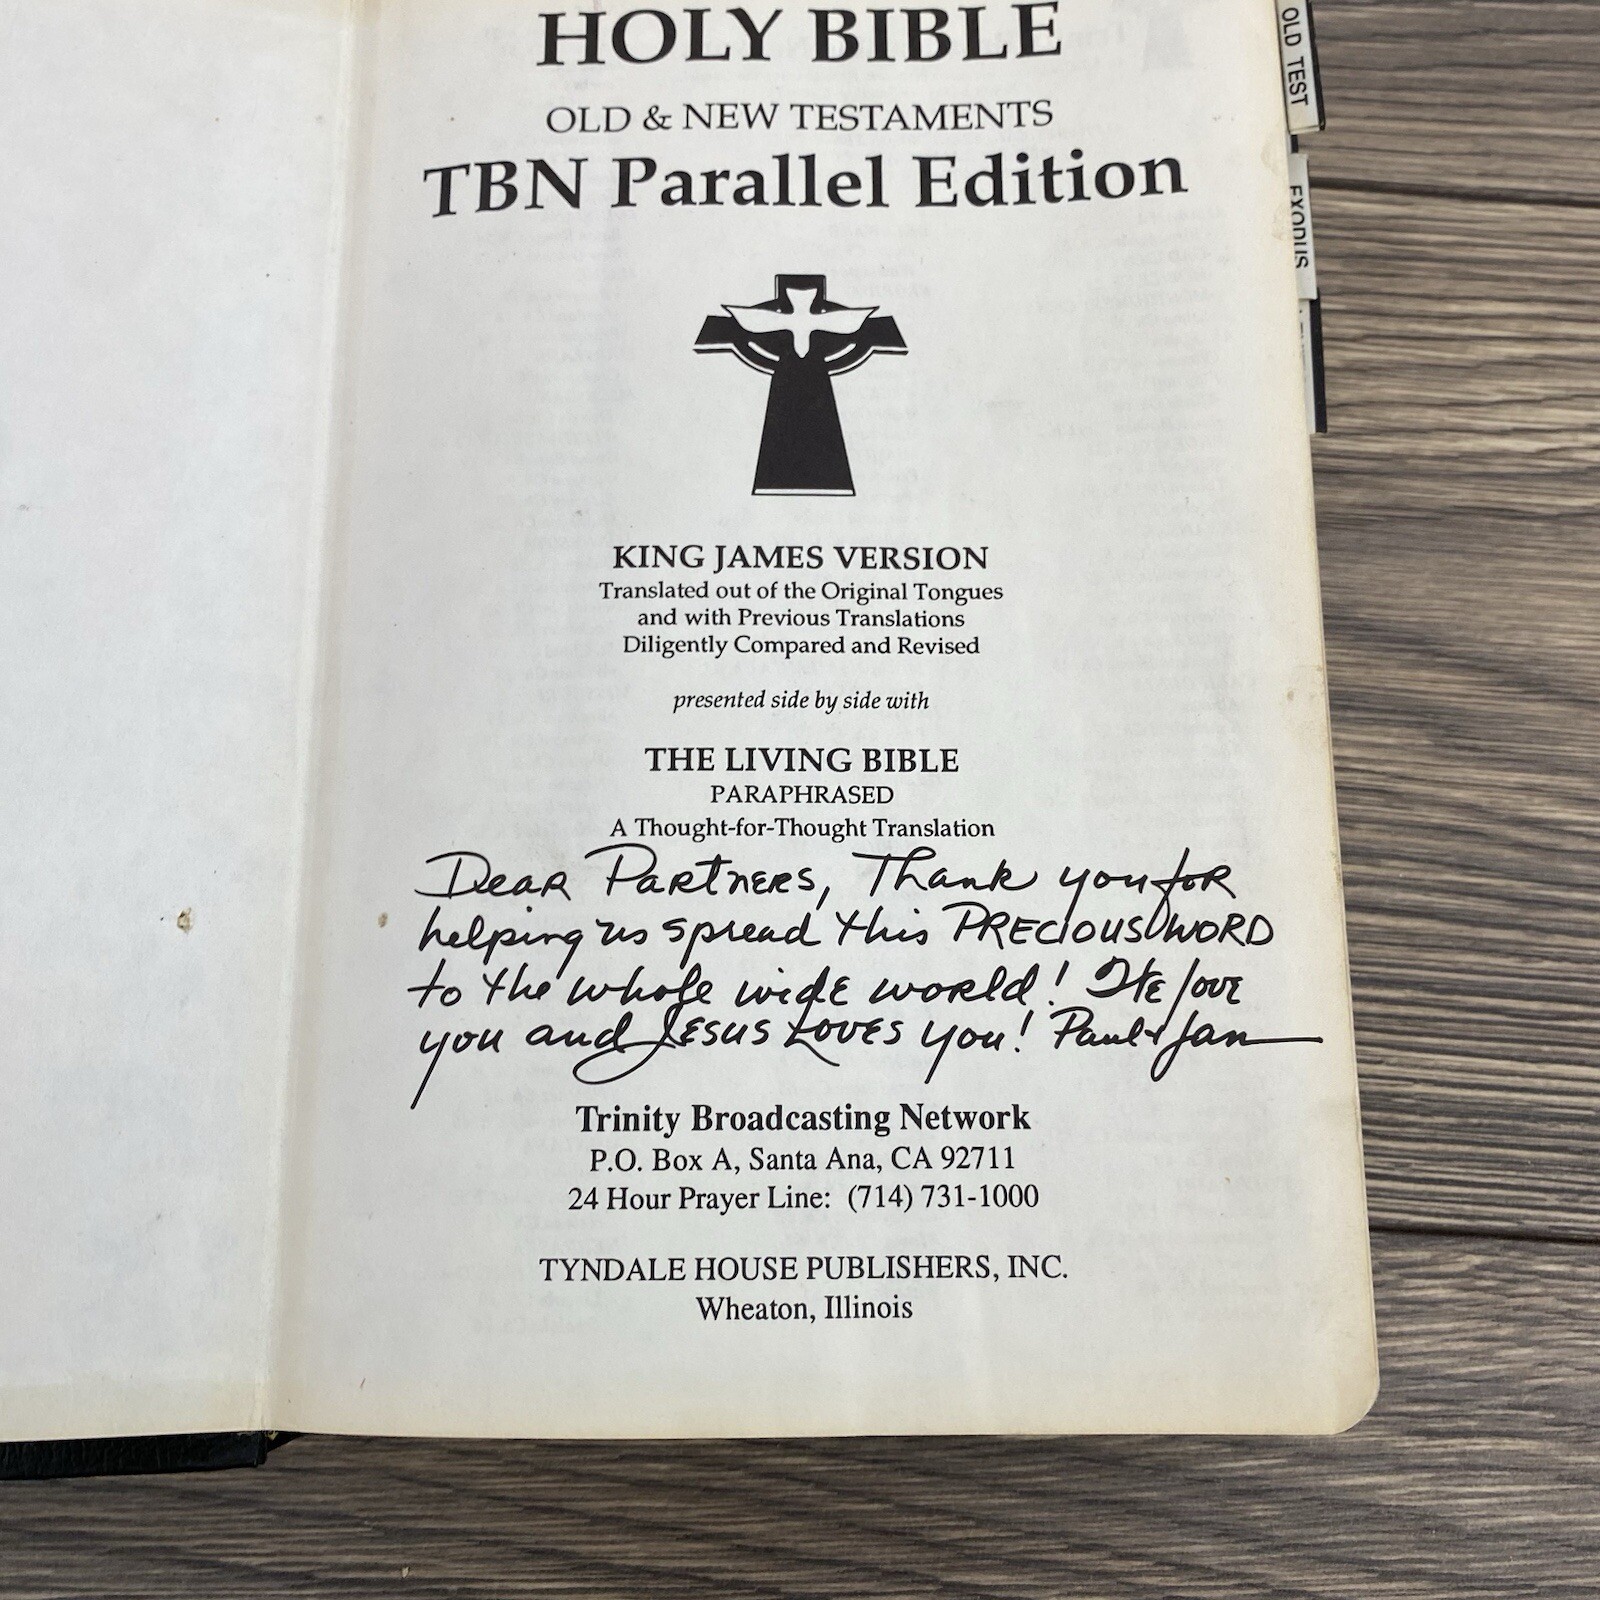 HOLY BIBLE
OLD & NEW TESTAMENTS
TBN Parallel Edition
KING JAMES VERSION
Translated out of the Original Tongues
and with Previous Translations
Diligently Compared and Revised
presented side by side with
THE LIVING BIBLE
PARAPHRASED
A Thought-for-Thought Translation
Dear Partners, Thank you for
helping us spread this PRECIOUS WORD
to the whole wide world! We love
you and Jesus Loves you! Paul & Jan
Trinity Broadcasting Network
P.O. Box A, Santa Ana, CA 92711
24 Hour Prayer Line: (714) 731-1000
TYNDALE HOUSE PUBLISHERS, INC.
Wheaton, Illinois
OLD TEST
EXODUS